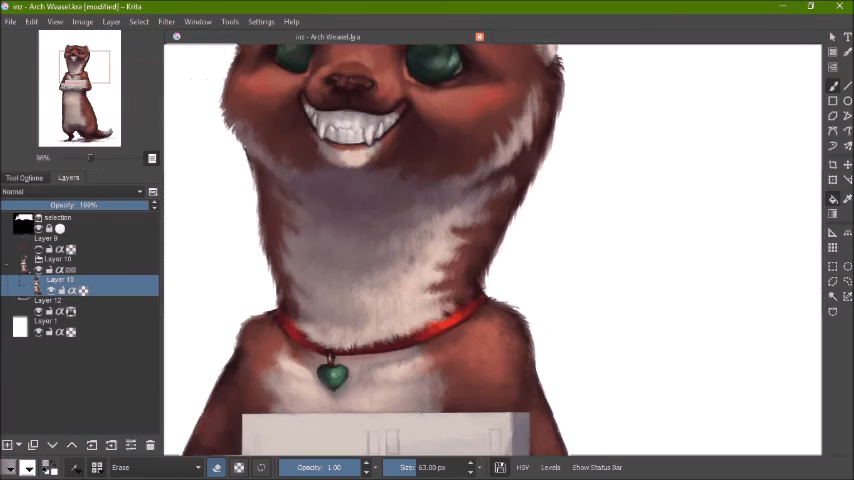 inz - Arch Weasel.kra [modified] - Krita
File Edit View Image Layer Select Filter Window Tools Settings Help
inz - Arch Weasel.kra
96%
Tool Options Layers
Normal
Opacity: 100%
selection
Layer 9
Layer 10
Layer 13
Layer 12
Layer 1
Erase Opacity: 1.00 Size: 63.00 px HSV Levels Show Status Bar